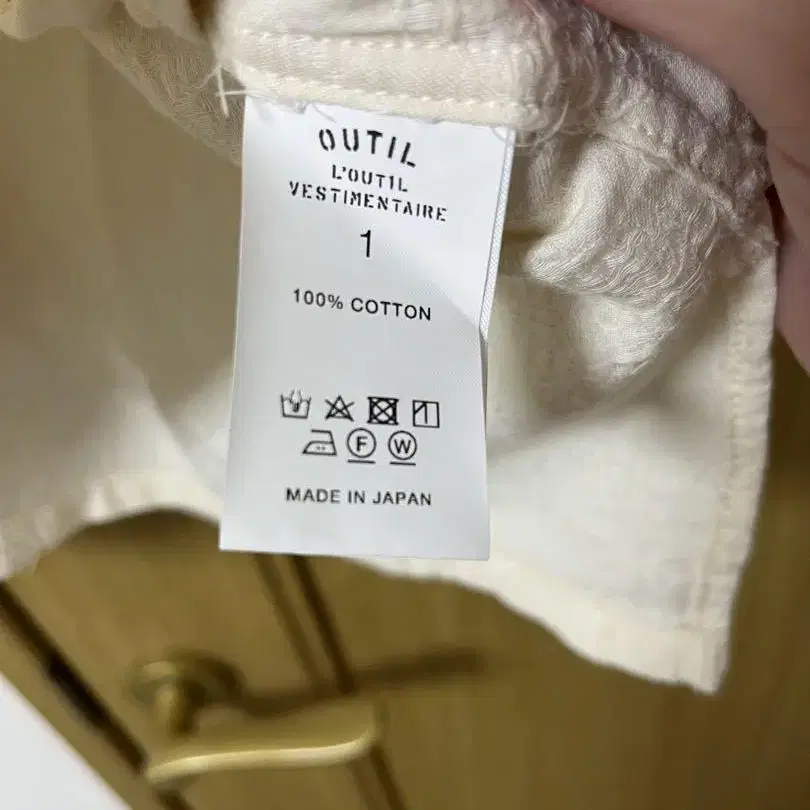 OUTIL
L'OUTIL
VESTIMENTAIRE
1
100% COTTON
F W
MADE IN JAPAN